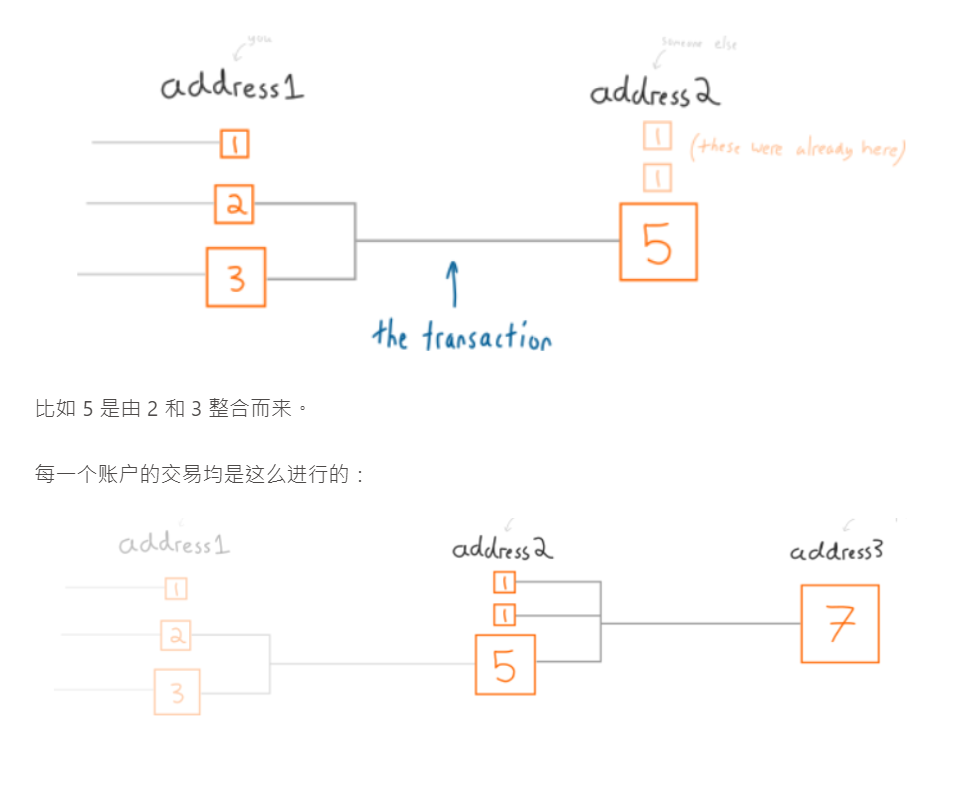 you
someone else
address1
address2
1
1
(these were already here)
2
1
3
5
the transaction
比如 5 是由 2 和 3 整合而来。
每一个账户的交易均是这么进行的：
address1
address2
address3
1
1
1
2
5
7
3